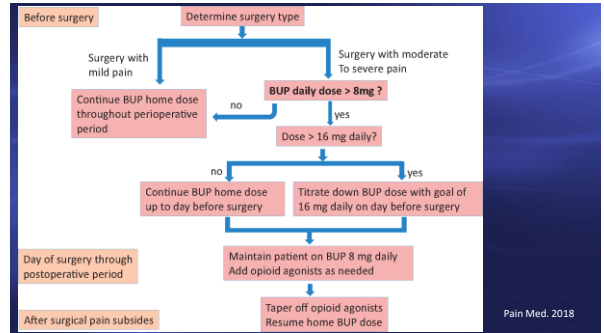 Before surgery
Determine surgery type
Surgery with
mild pain
Surgery with moderate
To severe pain
Continue BUP home dose
throughout perioperative
period
no
BUP daily dose > 8mg ?
yes
Dose > 16 mg daily?
no
yes
Continue BUP home dose
up to day before surgery
Titrate down BUP dose with goal of
16 mg daily on day before surgery
Day of surgery through
postoperative period
Maintain patient on BUP 8 mg daily
Add opioid agonists as needed
After surgical pain subsides
Taper off opioid agonists
Resume home BUP dose
Pain Med. 2018